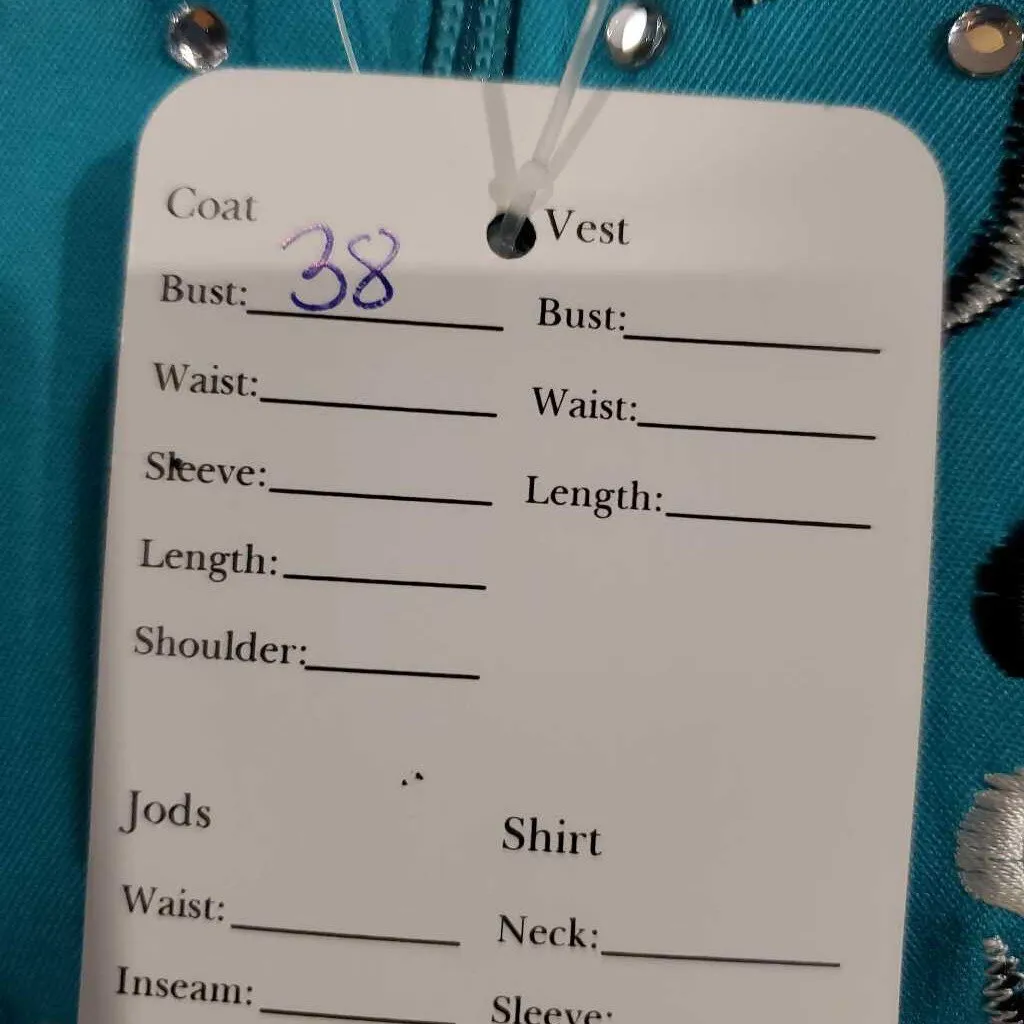 Coat
Bust: 38
Waist:
Sleeve:
Length:
Shoulder:
Vest
Bust:
Waist:
Length:
Jods
Waist:
Inseam:
Shirt
Neck:
Sleeve: